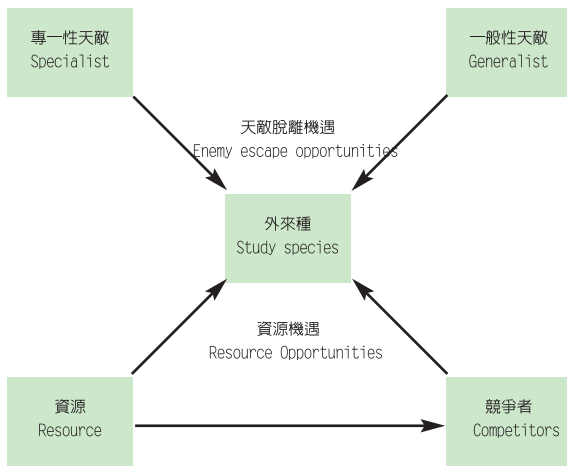 專一性天敵
Specialist
一般性天敵
Generalist
天敵脫離機遇
Enemy escape opportunities
外來種
Study species
資源機遇
Resource Opportunities
資源
Resource
競爭者
Competitors